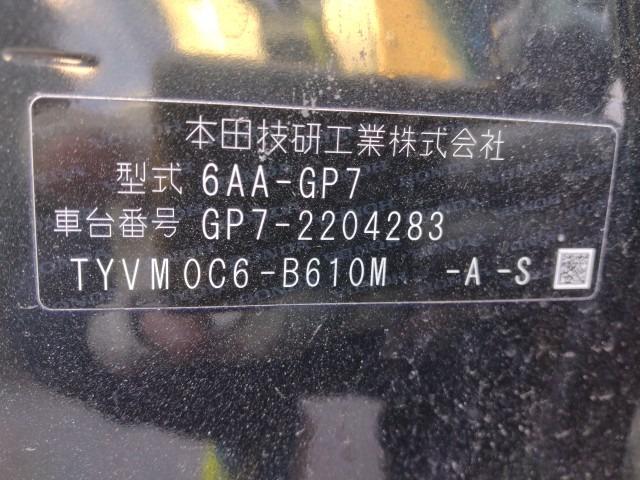 本田技研工業株式会社
型式 6AA-GP7
車台番号 GP7-2204283
TYVM0C6-B610M -A-S